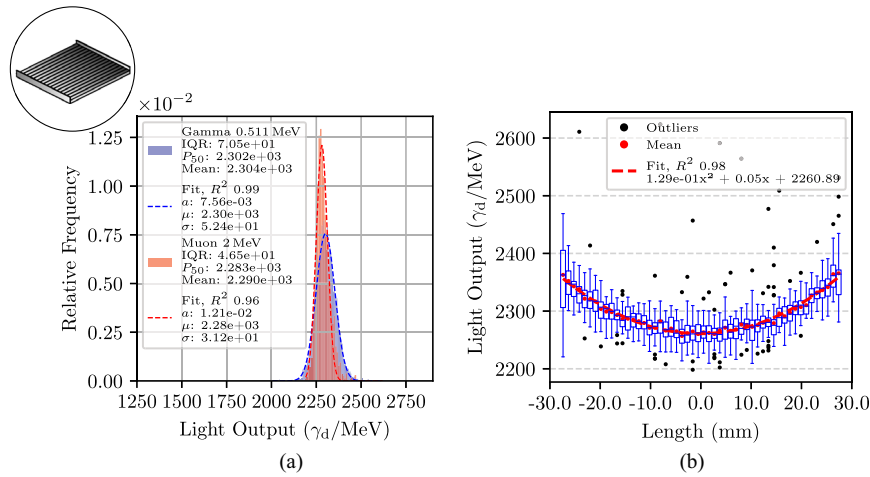 ×10⁻²
1.25
1.00
0.75
0.50
0.25
0.00
Relative Frequency
Gamma 0.511 MeV
IQR: 7.05e+01
P₅₀: 2.302e+03
Mean: 2.304e+03
Fit, R² 0.99
a: 7.56e-03
μ: 2.30e+03
σ: 5.24e+01
Muon 2 MeV
IQR: 4.65e+01
P₅₀: 2.283e+03
Mean: 2.290e+03
Fit, R² 0.96
a: 1.21e-02
μ: 2.28e+03
σ: 3.12e+01
1250 1500 1750 2000 2250 2500 2750
Light Output (γ_d/MeV)
(a)
2600
2500
2400
2300
2200
Light Output (γ_d/MeV)
Outliers
Mean
Fit, R² 0.98
1.29e-01x² + 0.05x + 2260.89
-30.0 -20.0 -10.0 0.0 10.0 20.0 30.0
Length (mm)
(b)